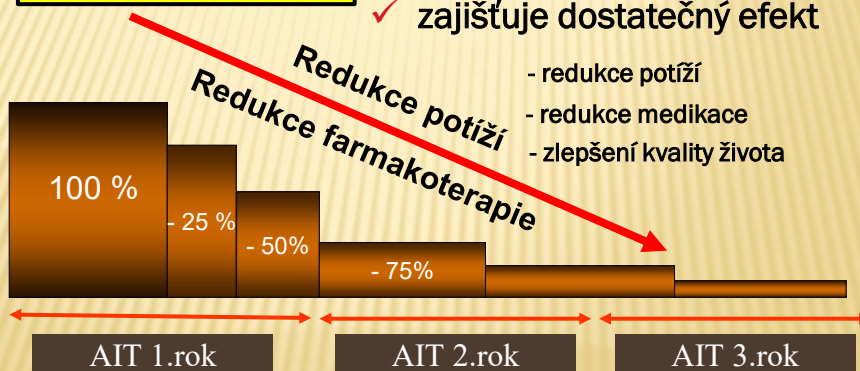 ✓ zajišťuje dostatečný efekt
- redukce potíží
- redukce medikace
- zlepšení kvality života
Redukce potíží
Redukce farmakoterapie
100 %
- 25 %
- 50%
- 75%
AIT 1.rok
AIT 2.rok
AIT 3.rok